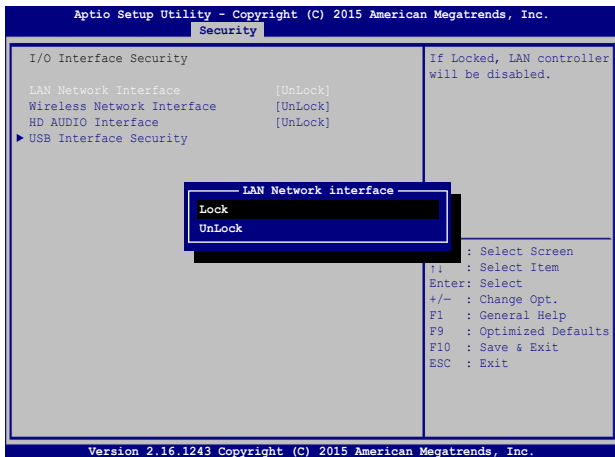 Aptio Setup Utility - Copyright (C) 2015 American Megatrends, Inc.
Security
I/O Interface Security
LAN Network Interface [UnLock]
Wireless Network Interface [UnLock]
HD AUDIO Interface [UnLock]
► USB Interface Security
If Locked, LAN controller
will be disabled.
LAN Network interface
Lock
UnLock
: Select Screen
↑↓ : Select Item
Enter: Select
+/— : Change Opt.
F1 : General Help
F9 : Optimized Defaults
F10 : Save & Exit
ESC : Exit
Version 2.16.1243 Copyright (C) 2015 American Megatrends, Inc.